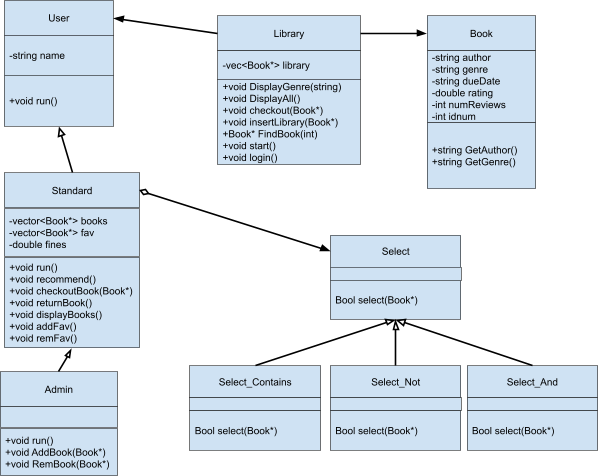 User
-string name
+void run()
Library
-vec<Book*> library
+void DisplayGenre(string)
+void DisplayAll()
+void checkout(Book*)
+void insertLibrary(Book*)
+Book* FindBook(int)
+void start()
+void login()
Book
-string author
-string genre
-string dueDate
-double rating
-int numReviews
-int idnum
+string GetAuthor()
+string GetGenre()
Standard
-vector<Book*> books
-vector<Book*> fav
-double fines
+void run()
+void recommend()
+void checkoutBook(Book*)
+void returnBook()
+void displayBooks()
+void addFav()
+void remFav()
Select
Bool select(Book*)
Admin
+void run()
+void AddBook(Book*)
+void RemBook(Book*)
Select_Contains
Bool select(Book*)
Select_Not
Bool select(Book*)
Select_And
Bool select(Book*)